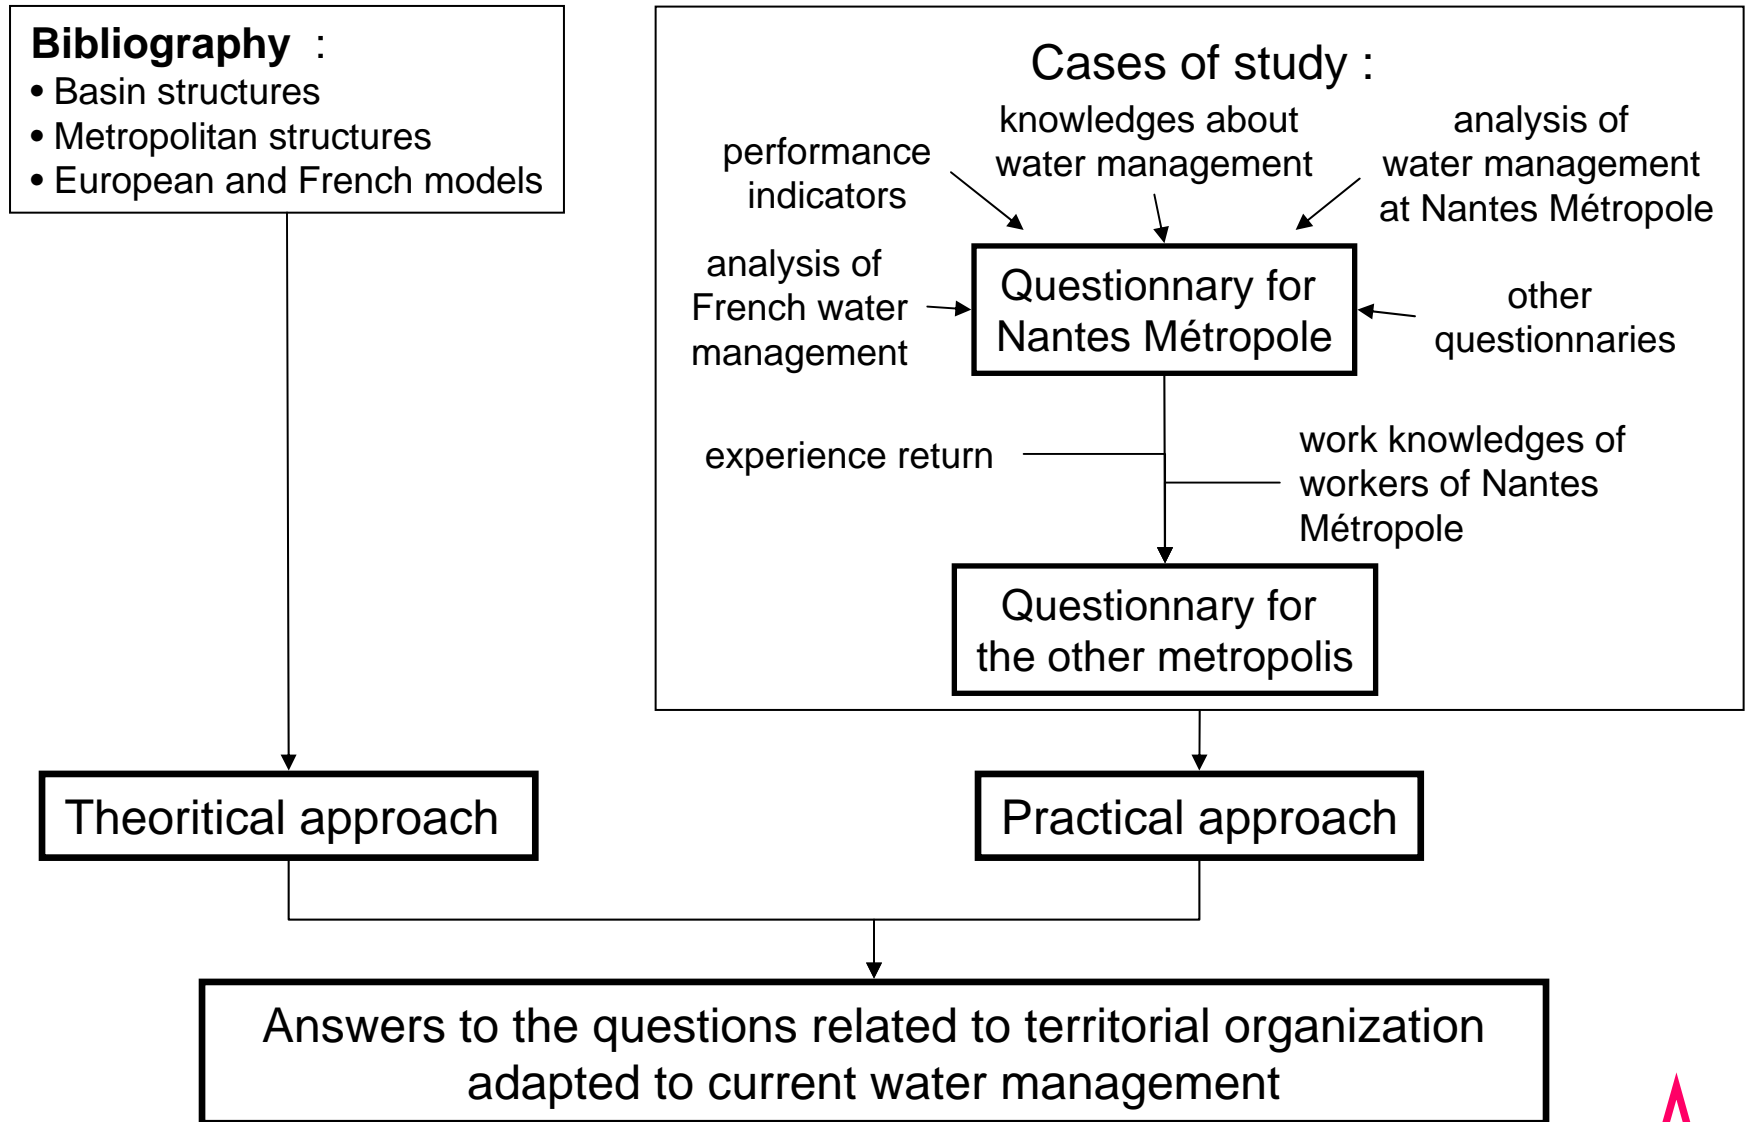 Bibliography :
• Basin structures
• Metropolitan structures
• European and French models
Cases of study :
performance
indicators
knowledges about
water management
analysis of
water management
at Nantes Métropole
analysis of
French water
management
Questionnary for
Nantes Métropole
other
questionnaries
experience return
work knowledges of
workers of Nantes
Métropole
Questionnary for
the other metropolis
Theoritical approach
Practical approach
Answers to the questions related to territorial organization
adapted to current water management